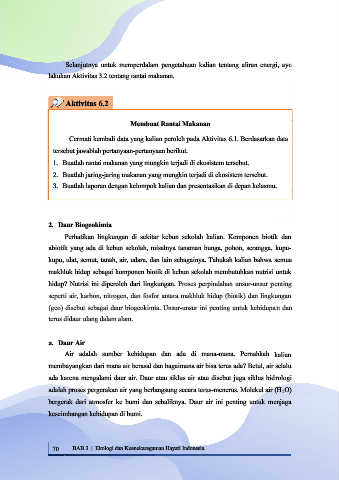 Selanjutnya untuk memperdalam pengetahuan kalian tentang aliran energi, ayo
lakukan Aktivitas 3.2 tentang rantai makanan.
Aktivitas 6.2
Membuat Rantai Makanan
Cermati kembali data yang kalian peroleh pada Aktivitas 6.1. Berdasarkan data
tersebut jawablah pertanyaan-pertanyaan berikut.
1. Buatlah rantai makanan yang mungkin terjadi di ekosistem tersebut.
2. Buatlah jaring-jaring makanan yang mungkin terjadi di ekosistem tersebut.
3. Buatlah laporan dengan kelompok kalian dan presentasikan di depan kelasmu.
2. Daur Biogeokimia
Perhatikan lingkungan di sekitar kebun sekolah kalian. Komponen biotik dan
abiotik yang ada di kebun sekolah, misalnya tanaman bunga, pohon, serangga, kupu-
kupu, ulat, semut, tanah, air, udara, dan lain sebagainya. Tahukah kalian bahwa semua
makhluk hidup sebagai komponen biotik di kebun sekolah membutuhkan nutrisi untuk
hidup? Nutrisi ini diperoleh dari lingkungan. Proses perpindahan unsur-unsur penting
seperti air, karbon, nitrogen, dan fosfor antara makhluk hidup (biotik) dan lingkungan
(geo) disebut sebagai daur biogeokimia. Unsur-unsur ini penting untuk kehidupan dan
terus didaur ulang dalam alam.
a. Daur Air
Air adalah sumber kehidupan dan ada di mana-mana. Pernahkah kalian
membayangkan dari mana air berasal dan bagaimana air bisa terus ada? Betul, air selalu
ada karena mengalami daur air. Daur atau siklus air atau disebut juga siklus hidrologi
adalah proses pergerakan air yang berlangsung secara terus-menerus. Molekul air (H2O)
bergerak dari atmosfer ke bumi dan sebaliknya. Daur air ini penting untuk menjaga
keseimbangan kehidupan di bumi.
70 BAB 3 | Ekologi dan Keanekaragaman Hayati Indonesia